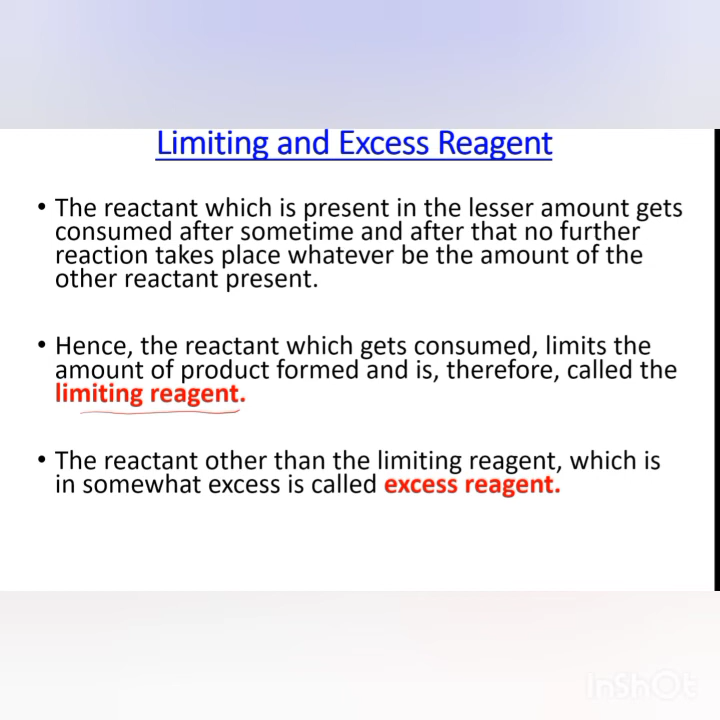 Limiting and Excess Reagent
• The reactant which is present in the lesser amount gets
consumed after sometime and after that no further
reaction takes place whatever be the amount of the
other reactant present.
• Hence, the reactant which gets consumed, limits the
amount of product formed and is, therefore, called the
limiting reagent.
• The reactant other than the limiting reagent, which is
in somewhat excess is called excess reagent.
InShOt